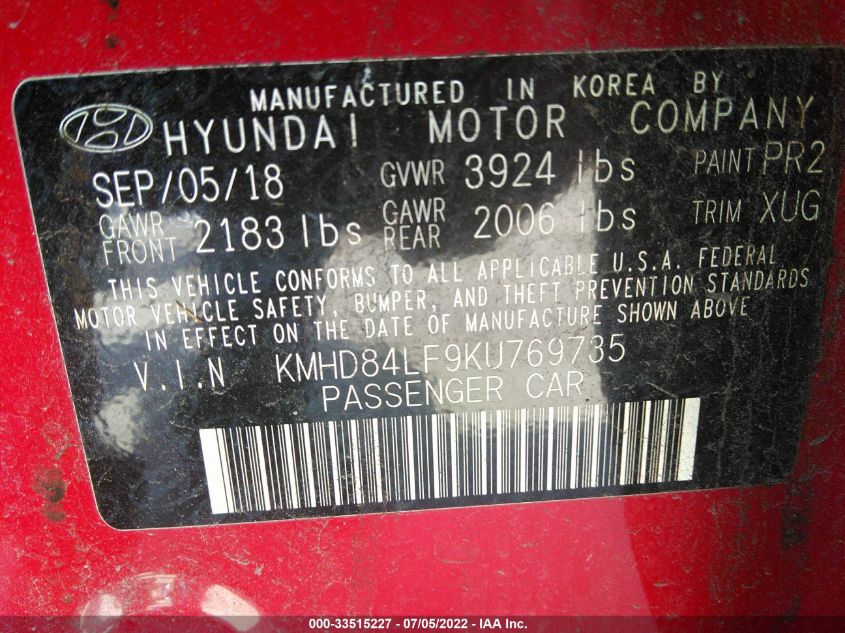 MANUFACTURED IN KOREA BY
HYUNDAI MOTOR COMPANY
SEP/05/18 GVWR 3924 lbs PAINT PR2
GAWR FRONT 2183 lbs GAWR REAR 2006 lbs TRIM XUG
THIS VEHICLE CONFORMS TO ALL APPLICABLE U.S.A. FEDERAL
MOTOR VEHICLE SAFETY, BUMPER, AND THEFT PREVENTION STANDARDS
IN EFFECT ON THE DATE OF MANUFACTURE SHOWN ABOVE
V.I.N KMHD84LF9KU769735
PASSENGER CAR
000-33515227 - 07/05/2022 - IAA Inc.